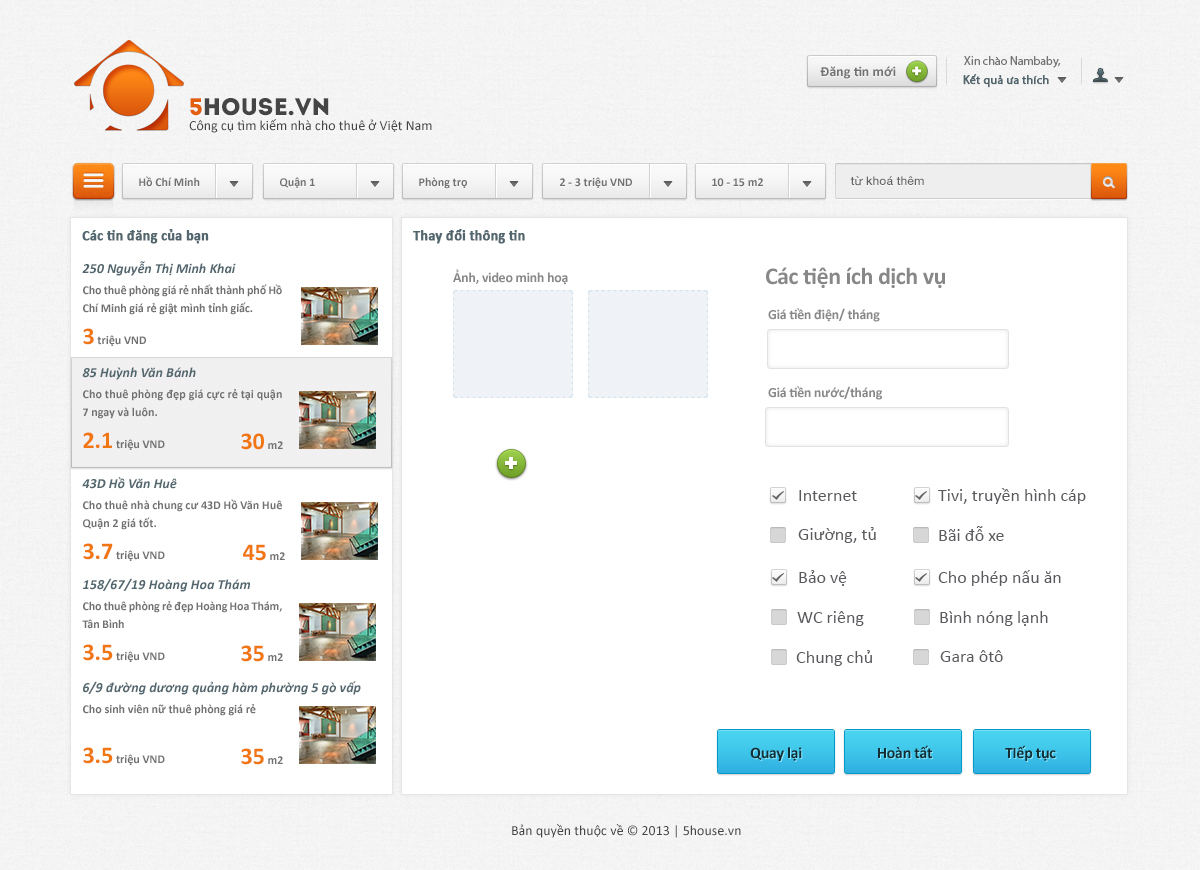 5HOUSE.VN
Công cụ tìm kiếm nhà cho thuê ở Việt Nam
Đăng tin mới
Xin chào Nambaby,
Kết quả ưa thích
Hồ Chí Minh
Quận 1
Phòng trọ
2 - 3 triệu VND
10 - 15 m2
từ khoá thêm
Các tin đăng của bạn
250 Nguyễn Thị Minh Khai
Cho thuê phòng giá rẻ nhất thành phố Hồ
Chí Minh giá rẻ giật mình tỉnh giấc.
3 triệu VND
85 Huỳnh Văn Bánh
Cho thuê phòng đẹp giá cực rẻ tại quận
7 ngay và luôn.
2.1 triệu VND 30 m2
43D Hồ Văn Huê
Cho thuê nhà chung cư 43D Hồ Văn Huê
Quận 2 giá tốt.
3.7 triệu VND 45 m2
158/67/19 Hoàng Hoa Thám
Cho thuê phòng rẻ đẹp Hoàng Hoa Thám,
Tân Bình
3.5 triệu VND 35 m2
6/9 đường dương quảng hàm phường 5 gò vấp
Cho sinh viên nữ thuê phòng giá rẻ
3.5 triệu VND 35 m2
Thay đổi thông tin
Ảnh, video minh hoạ
Các tiện ích dịch vụ
Giá tiền điện/ tháng
Giá tiền nước/tháng
Internet
Tivi, truyền hình cáp
Giường, tủ
Bãi đỗ xe
Bảo vệ
Cho phép nấu ăn
WC riêng
Bình nóng lạnh
Chung chủ
Gara ôtô
Quay lại
Hoàn tất
Tiếp tục
Bản quyền thuộc về © 2013 | 5house.vn